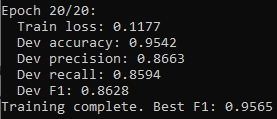 Epoch 20/20:
Train loss: 0.1177
Dev accuracy: 0.9542
Dev precision: 0.8663
Dev recall: 0.8594
Dev F1: 0.8628
Training complete. Best F1: 0.9565